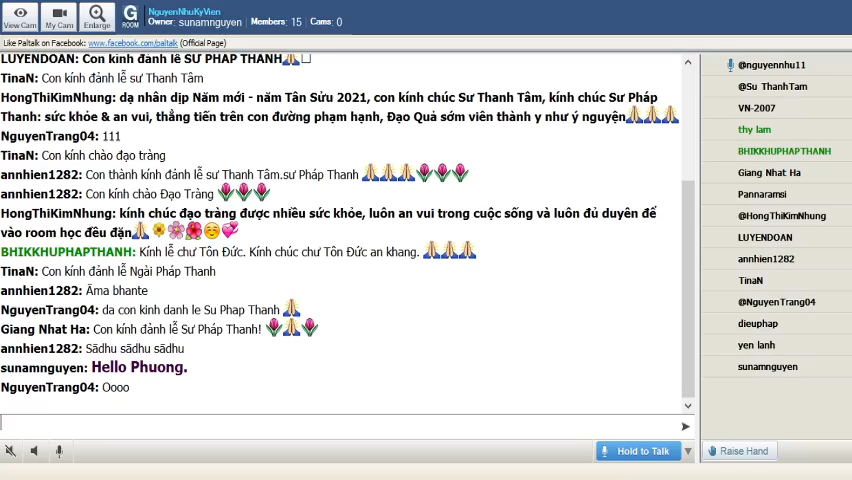 View Cam
My Cam
Enlarge
G
ROOM
NguyenNhuKyVien
Owner: sunamnguyen Members: 15 Cams: 0
Like Paltalk on Facebook: www.facebook.com/paltalk (Official Page)
LUYENDOAN: Con kính đảnh lễ SƯ PHÁP THANH🙏
TinaN: Con kính đảnh lễ sư Thanh Tâm
HongThiKimNhung: dạ nhân dịp Năm mới - năm Tân Sửu 2021, con kính chúc Sư Thanh Tâm, kính chúc Sư Pháp
Thanh: sức khỏe & an vui, thẳng tiến trên con đường phạm hạnh, Đạo Quả sớm viên thành y như ý nguyện🙏🙏🙏
NguyenTrang04: 111
TinaN: Con kính chào đạo tràng
annhien1282: Con thành kính đảnh lễ sư Thanh Tâm.sư Pháp Thanh 🙏🙏🙏🌷🌷🌷
annhien1282: Con kính chào Đạo Tràng 🌷🌷🌷
HongThiKimNhung: kính chúc đạo tràng được nhiều sức khỏe, luôn an vui trong cuộc sống và luôn đủ duyên để
vào room học đều đặn🙏🌼🌸🌺☺️💞
BHIKKHUPHAPTHANH: Kính lễ chư Tôn Đức. Kính chúc chư Tôn Đức an khang. 🙏🙏🙏
TinaN: Con kính đảnh lễ Ngài Pháp Thanh
annhien1282: Āma bhante
NguyenTrang04: da con kinh danh le Su Phap Thanh 🙏
Giang Nhat Ha: Con kính đảnh lễ Sư Pháp Thanh! 🌷🙏🌷
annhien1282: Sādhu sādhu sādhu
sunamnguyen: Hello Phuong.
NguyenTrang04: Oooo
Hold to Talk
@nguyennhu11
@Su ThanhTam
VN-2007
thy lam
BHIKKHUPHAPTHANH
Giang Nhat Ha
Pannaramsi
@HongThiKimNhung
LUYENDOAN
annhien1282
TinaN
@NguyenTrang04
dieuphap
yen lanh
sunamnguyen
Raise Hand